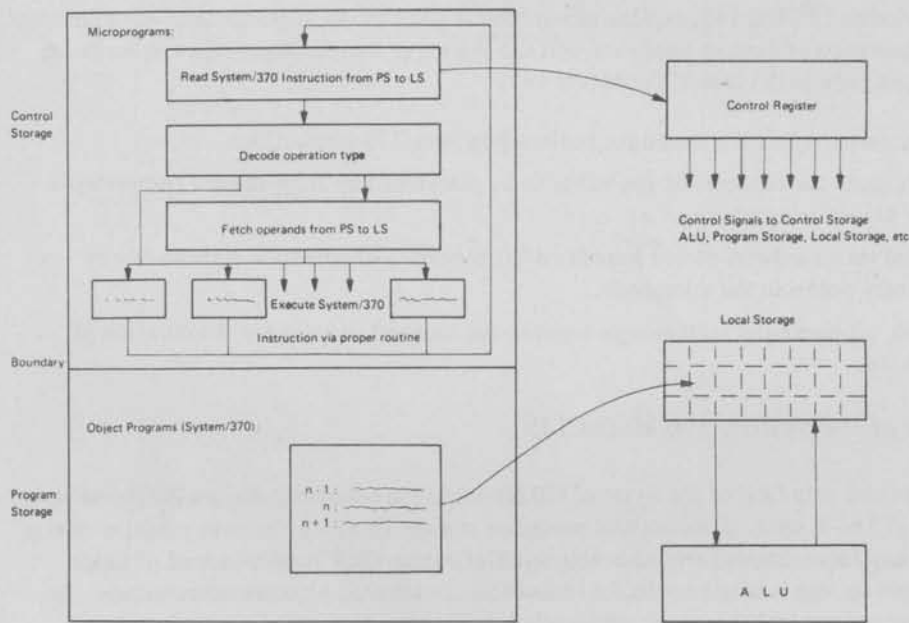 Microprograms:
Read System/370 Instruction from PS to LS
Control Register
Control
Storage
Decode operation type
Control Signals to Control Storage
ALU, Program Storage, Local Storage, etc
Fetch operands from PS to LS
Execute System/370
Instruction via proper routine
Local Storage
Boundary
Object Programs (System/370)
Program
Storage
n - 1 :
n :
n + 1 :
A L U